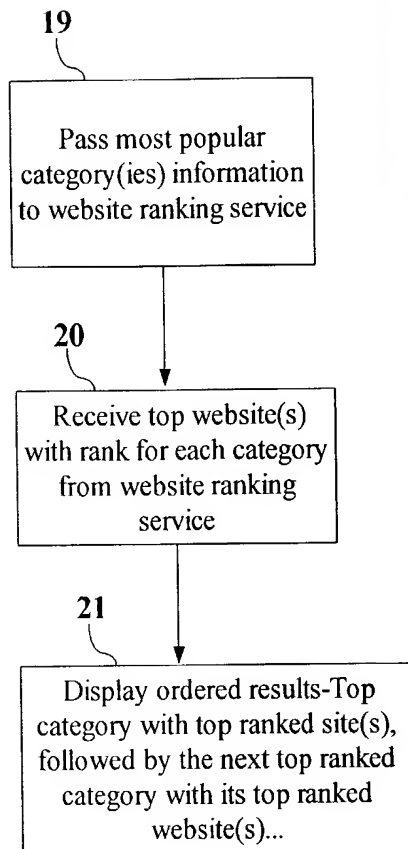 19
Pass most popular
category(ies) information
to website ranking service
20
Receive top website(s)
with rank for each category
from website ranking
service
21
Display ordered results-Top
category with top ranked site(s),
followed by the next top ranked
category with its top ranked
website(s)...